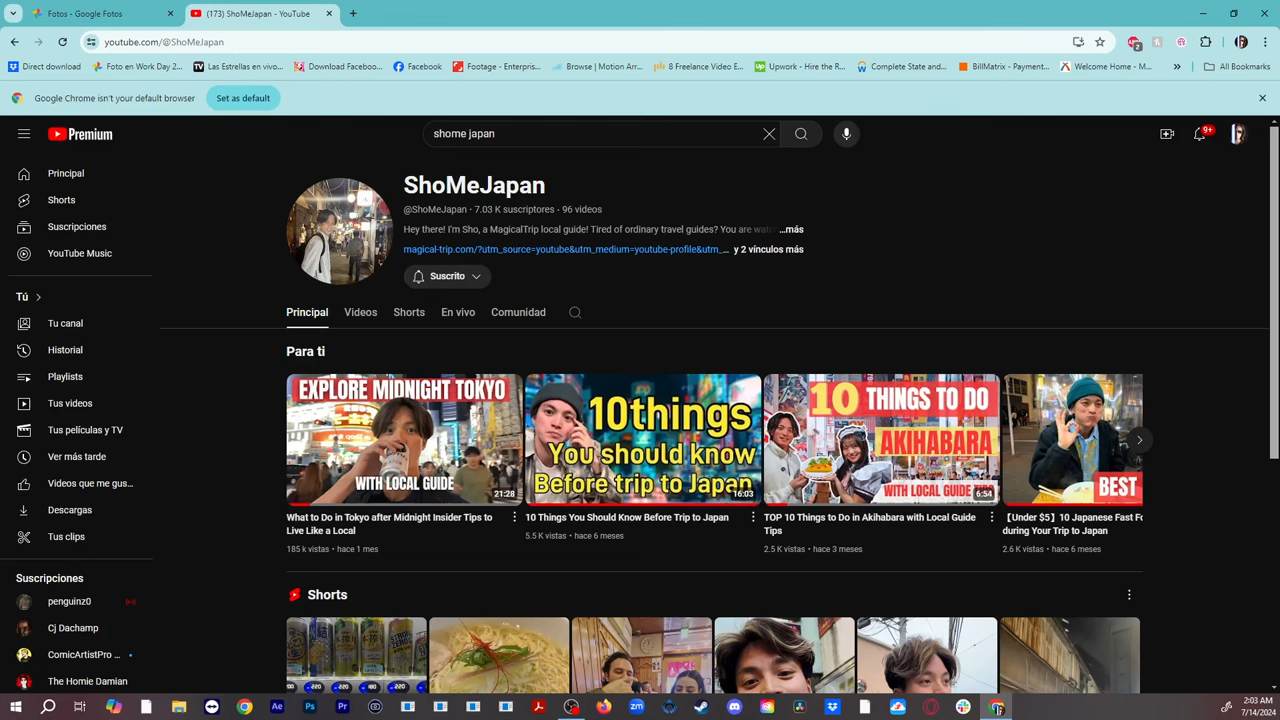 Fotos - Google Fotos
(173) ShoMeJapan - YouTube
youtube.com/@ShoMeJapan
Direct download
Foto en Work Day 2...
Las Estrellas en vivo...
Download Faceboo...
Facebook
Footage - Enterpris...
Browse | Motion Arr...
8 Freelance Video E...
Upwork - Hire the R...
Complete State and...
BillMatrix - Paymen...
Welcome Home - M...
All Bookmarks
Google Chrome isn't your default browser
Set as default
Premium
shome japan
9+
Principal
Shorts
Suscripciones
YouTube Music
Tú
Tu canal
Historial
Playlists
Tus videos
Tus películas y TV
Ver más tarde
Videos que me gus...
Descargas
Tus clips
Suscripciones
penguinz0
Cj Dachamp
ComicArtistPro ...
The Homie Damian
ShoMeJapan
@ShoMeJapan · 7.03 K suscriptores · 96 videos
Hey there! I'm Sho, a MagicalTrip local guide! Tired of ordinary travel guides? You are wat ...más
magical-trip.com/?utm_source=youtube&utm_medium=youtube-profile&utm_... y 2 vínculos más
Suscrito
Principal
Videos
Shorts
En vivo
Comunidad
Para ti
EXPLORE MIDNIGHT TOKYO
WITH LOCAL GUIDE
21:28
What to Do in Tokyo after Midnight Insider Tips to
Live Like a Local
185 k vistas · hace 1 mes
10things
You should know
Before trip to Japan
16:03
10 Things You Should Know Before Trip to Japan
5.5 K vistas · hace 6 meses
10 THINGS TO DO
AKIHABARA
WITH LOCAL GUIDE
6:54
TOP 10 Things to Do in Akihabara with Local Guide
Tips
2.5 K vistas · hace 3 meses
BEST
【Under $5】10 Japanese Fast Fo
during Your Trip to Japan
2.6 K vistas · hace 6 meses
Shorts
2:03 AM
7/14/2024